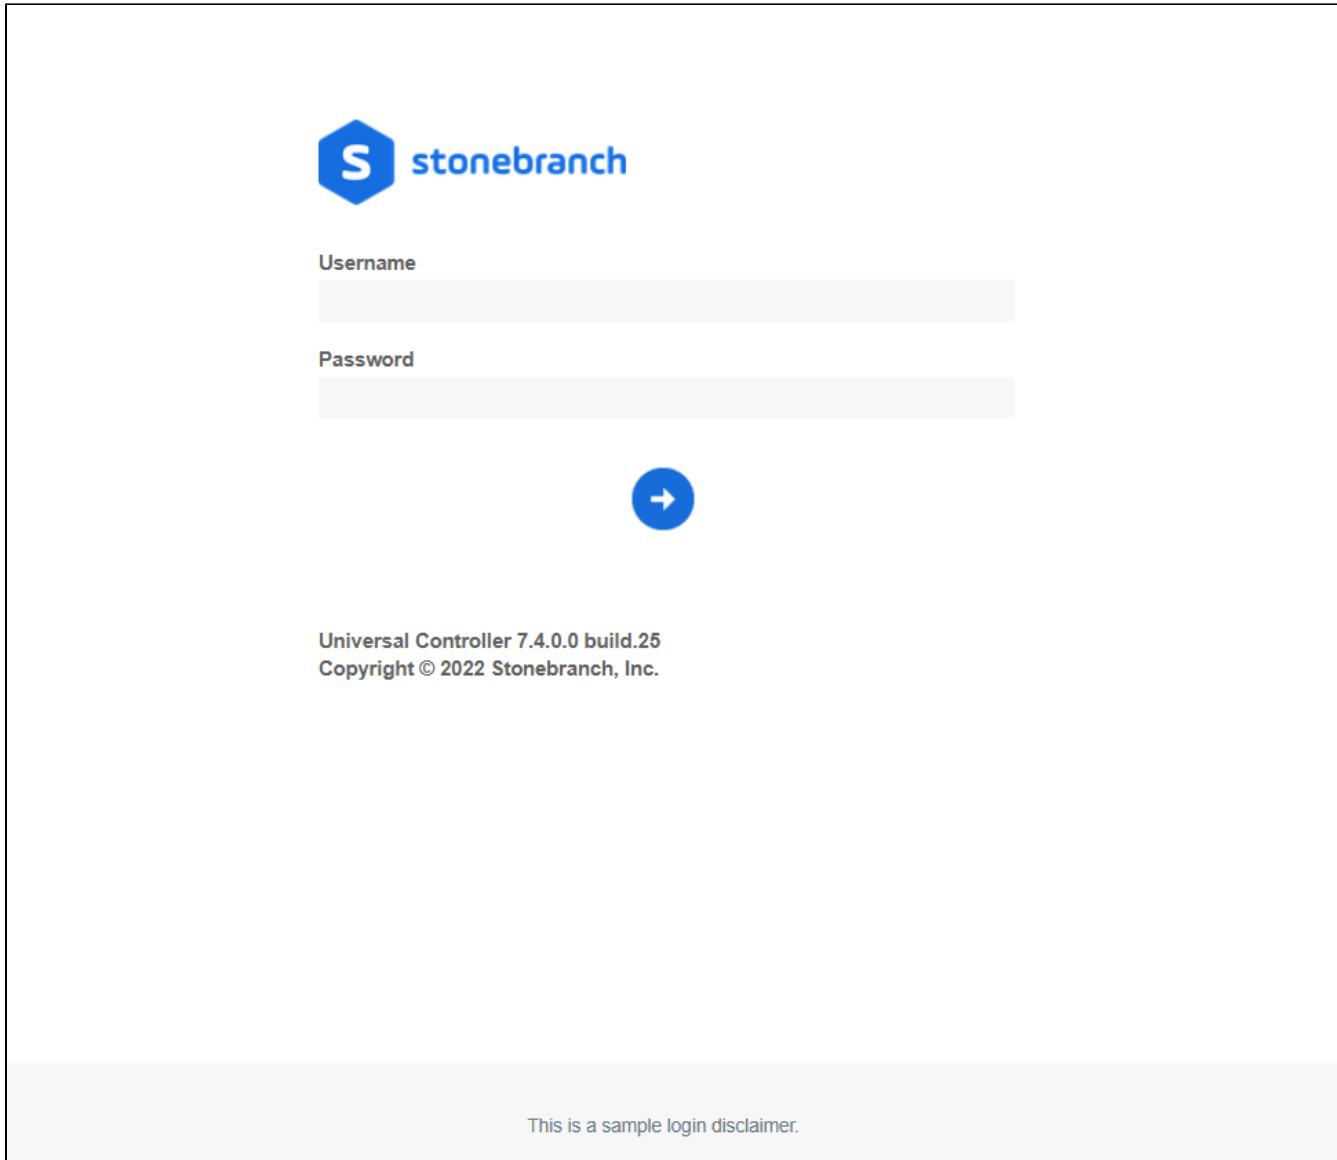 S stonebranch
Username
Password
Universal Controller 7.4.0.0 build.25
Copyright © 2022 Stonebranch, Inc.
This is a sample login disclaimer.